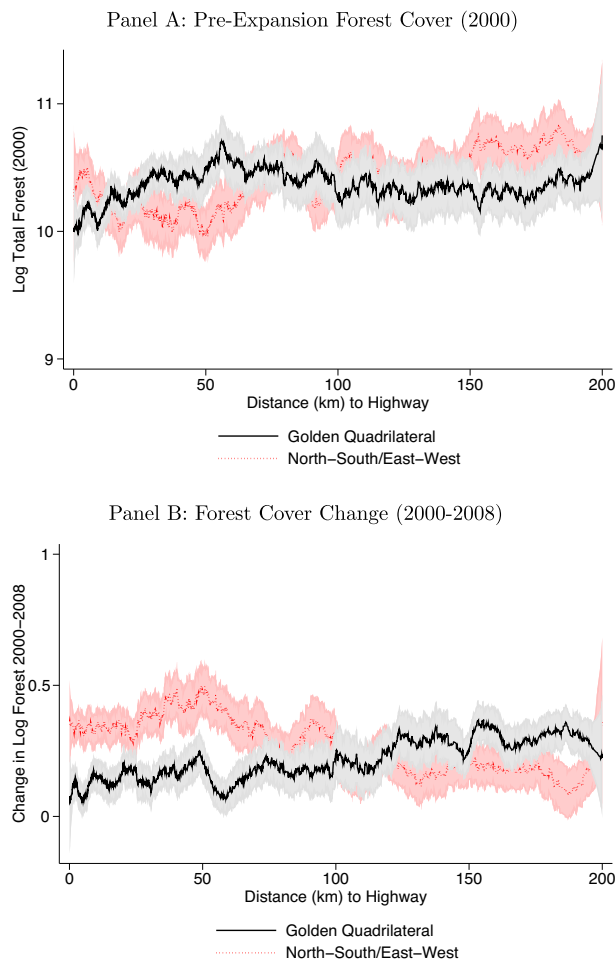 Panel A: Pre-Expansion Forest Cover (2000)
Log Total Forest (2000)
11
10
9
0 50 100 150 200
Distance (km) to Highway
Golden Quadrilateral
North−South/East−West
Panel B: Forest Cover Change (2000-2008)
Change in Log Forest 2000−2008
1
0.5
0
0 50 100 150 200
Distance (km) to Highway
Golden Quadrilateral
North−South/East−West